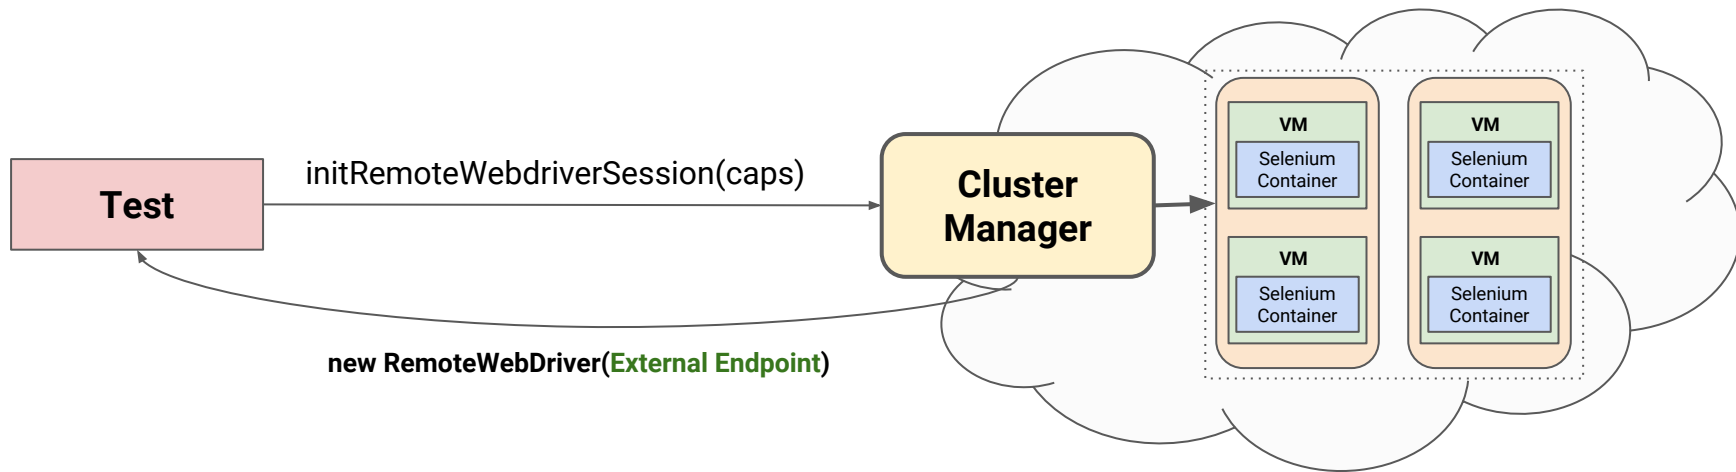 Test
initRemoteWebdriverSession(caps)
Cluster
Manager
new RemoteWebDriver(External Endpoint)
VM
Selenium
Container
VM
Selenium
Container
VM
Selenium
Container
VM
Selenium
Container